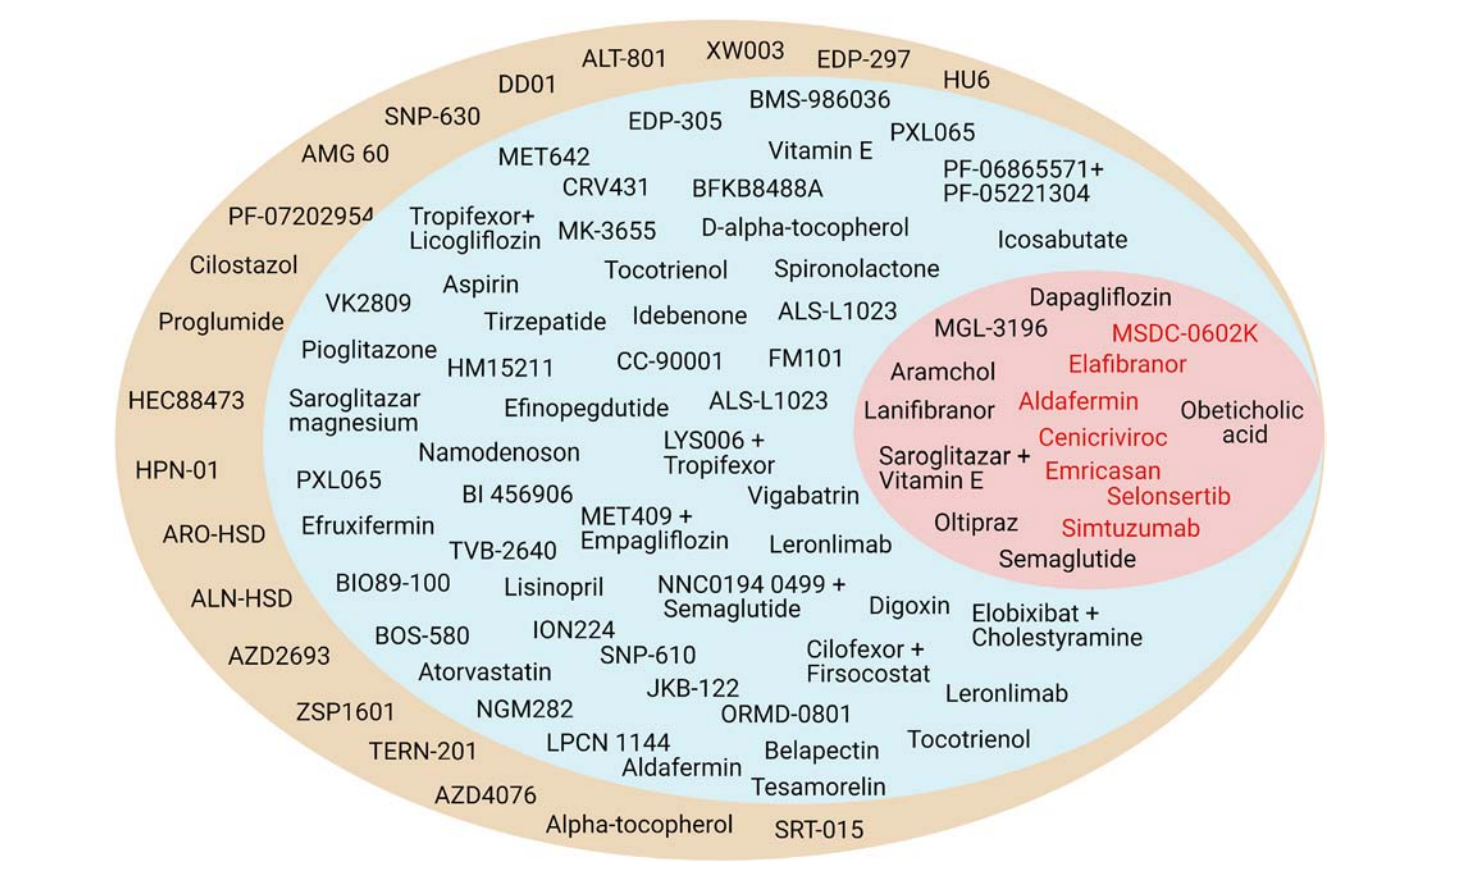 XW003
ALT-801
EDP-297
HU6
DD01
SNP-630
AMG 60
PF-07202954
Cilostazol
Proglumide
HEC88473
HPN-01
ARO-HSD
ALN-HSD
AZD2693
ZSP1601
TERN-201
AZD4076
Alpha-tocopherol
SRT-015
BMS-986036
EDP-305
PXL065
Vitamin E
MET642
PF-06865571+
PF-05221304
CRV431
BFKB8488A
Tropifexor+
Licogliflozin
MK-3655
D-alpha-tocopherol
Icosabutate
Tocotrienol
Spironolactone
Aspirin
VK2809
Tirzepatide
Idebenone
ALS-L1023
Pioglitazone
HM15211
CC-90001
FM101
Saroglitazar
magnesium
Efinopegdutide
ALS-L1023
Namodenoson
LYS006 +
Tropifexor
PXL065
BI 456906
Vigabatrin
Efruxifermin
MET409 +
Empagliflozin
TVB-2640
Leronlimab
BIO89-100
Lisinopril
NNC0194 0499 +
Semaglutide
Digoxin
Elobixibat +
Cholestyramine
BOS-580
ION224
SNP-610
Cilofexor +
Firsocostat
Atorvastatin
JKB-122
Leronlimab
NGM282
ORMD-0801
LPCN 1144
Belapectin
Tocotrienol
Aldafermin
Tesamorelin
Dapagliflozin
MGL-3196
MSDC-0602K
Elafibranor
Aramchol
Aldafermin
Lanifibranor
Obeticholic
acid
Cenicriviroc
Saroglitazar +
Vitamin E
Emricasan
Selonsertib
Oltipraz
Simtuzumab
Semaglutide